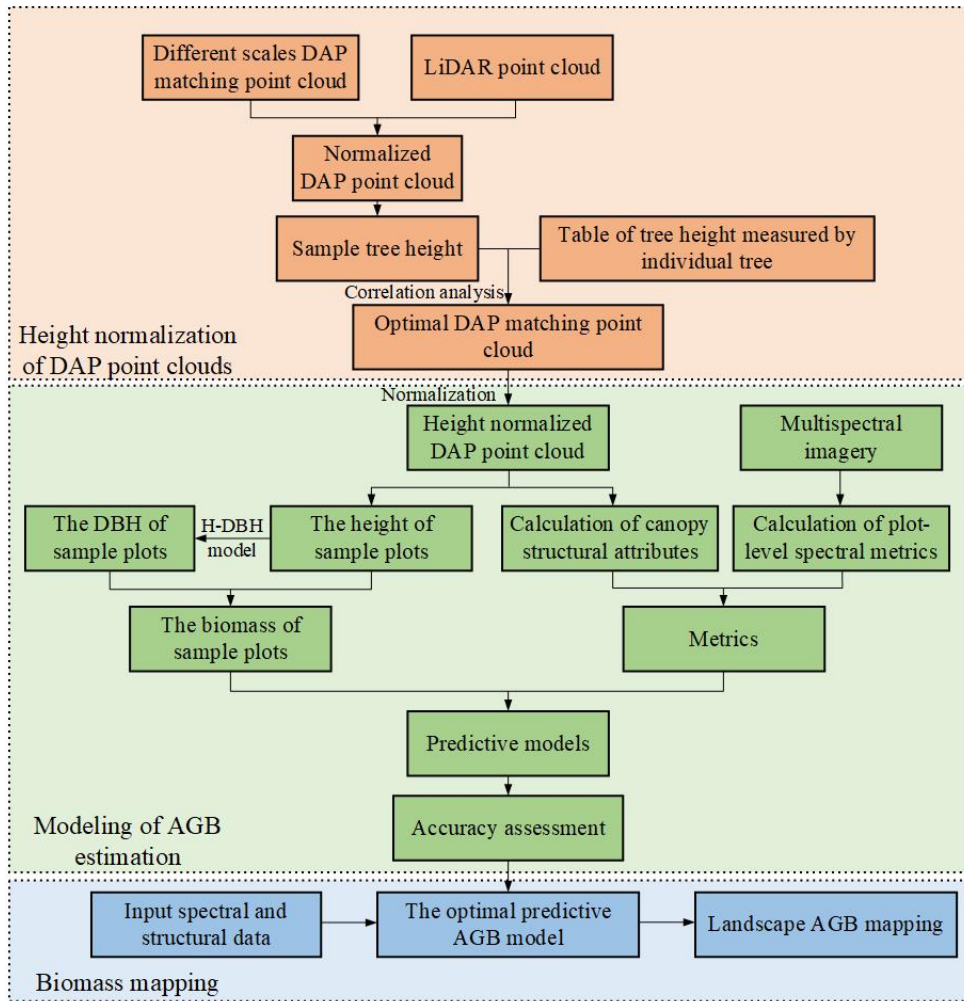 Different scales DAP
matching point cloud
LiDAR point cloud
Normalized
DAP point cloud
Sample tree height
Table of tree height measured by
individual tree
Correlation analysis
Optimal DAP matching point
cloud
Height normalization
of DAP point clouds
Normalization
Height normalized
DAP point cloud
Multispectral
imagery
The DBH of
sample plots
H-DBH
model
The height of
sample plots
Calculation of canopy
structural attributes
Calculation of plot-
level spectral metrics
The biomass of
sample plots
Metrics
Predictive models
Accuracy assessment
Modeling of AGB
estimation
Input spectral and
structural data
The optimal predictive
AGB model
Landscape AGB mapping
Biomass mapping